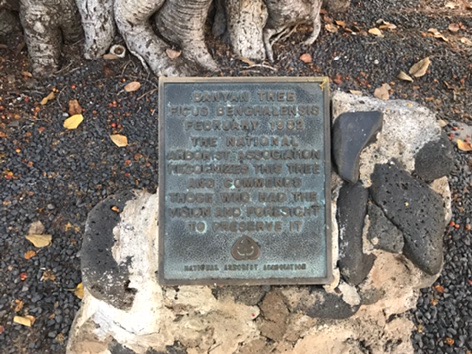 BANYAN TREE
FICUS BENGHALENSIS
FEBRUARY
THE NATIONAL
ARBORIST ASSOCIATION
RECOGNIZES THIS TREE
AND COMMENDS
THOSE WHO HAD THE
VISION AND FORESIGHT
TO PRESERVE IT
NATIONAL ARBORIST ASSOCIATION